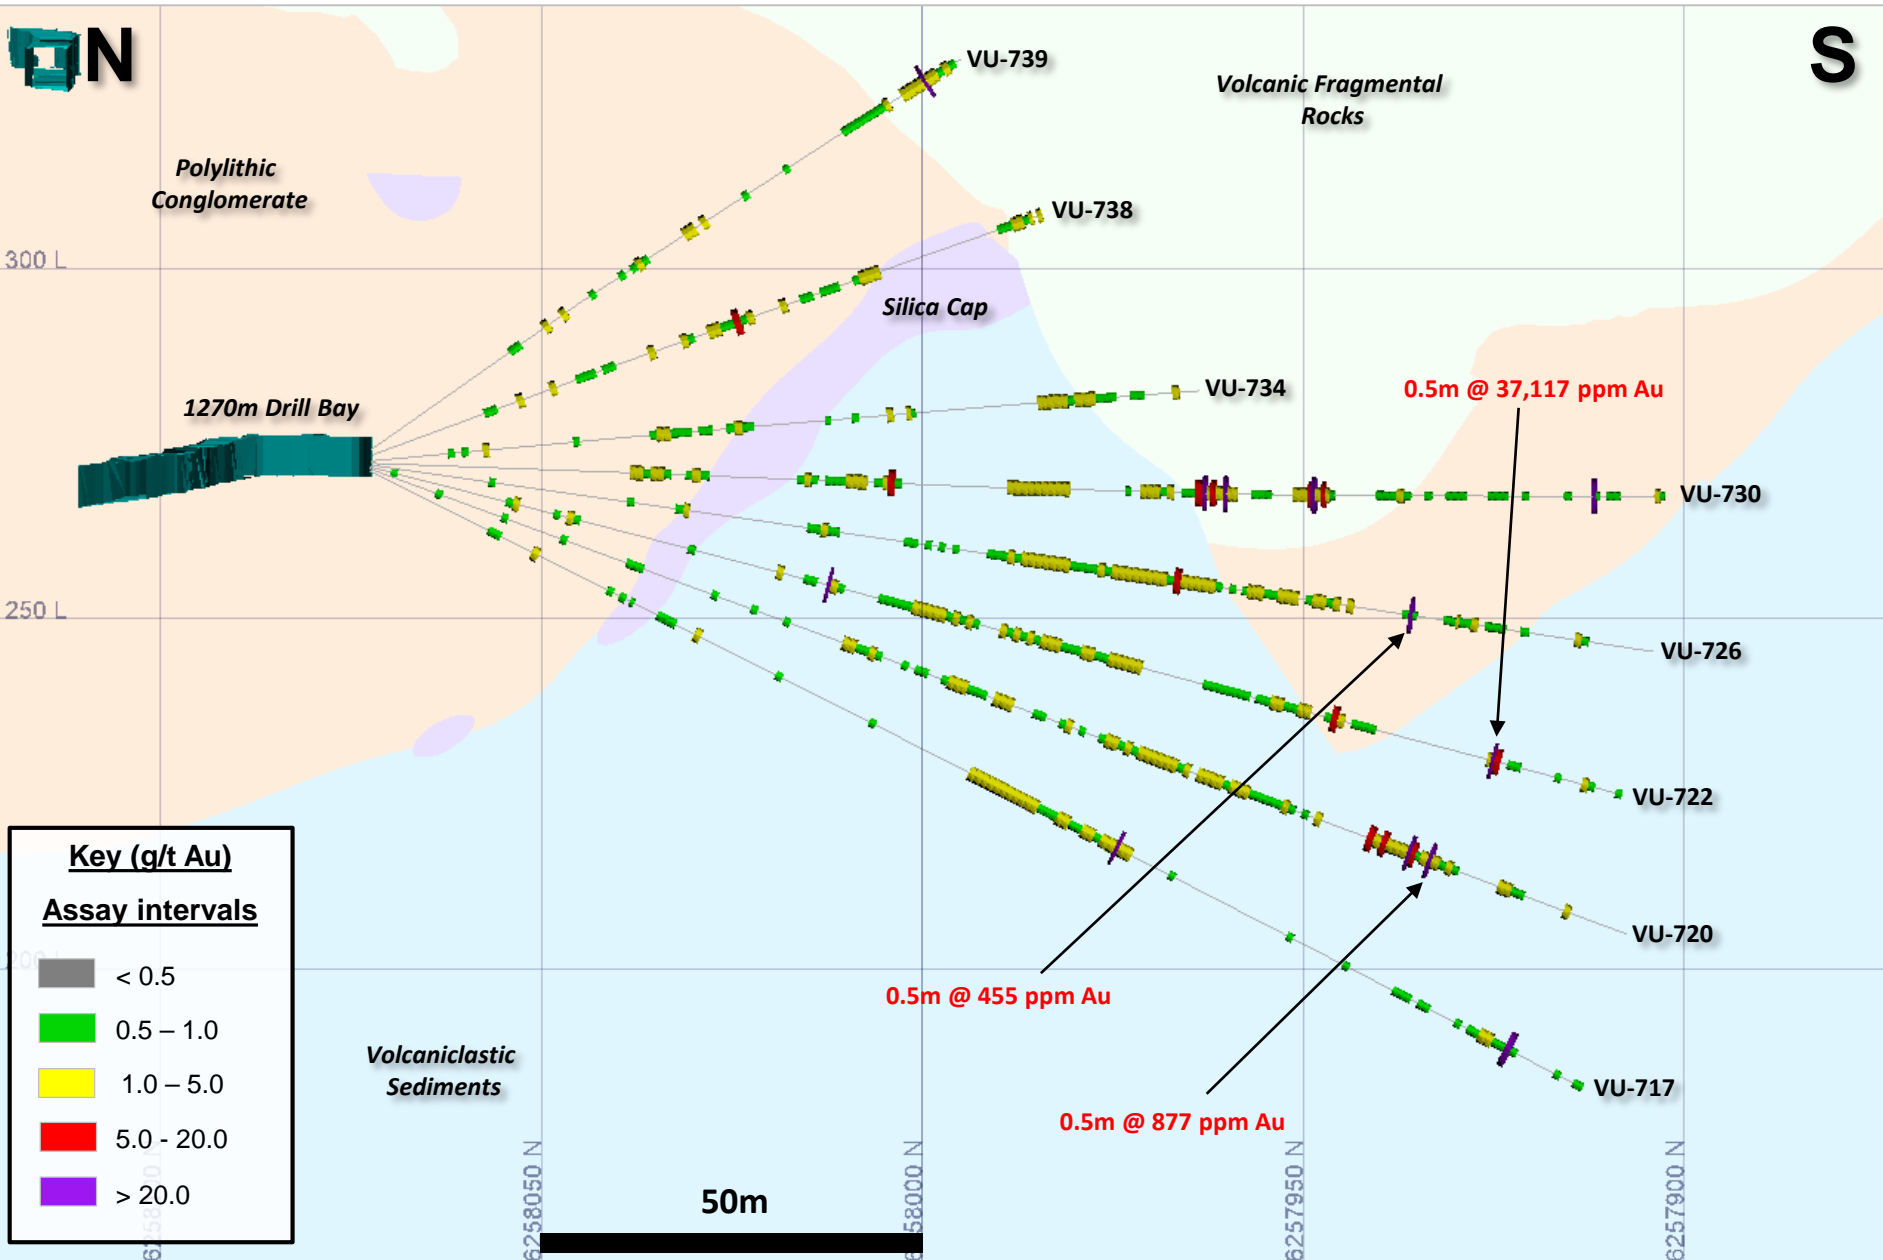 N
S
VU-739
Volcanic Fragmental
Rocks
Polylithic
Conglomerate
VU-738
300 L
Silica Cap
VU-734
0.5m @ 37,117 ppm Au
1270m Drill Bay
VU-730
250 L
VU-726
VU-722
Key (g/t Au)
Assay intervals
< 0.5
0.5 – 1.0
1.0 – 5.0
5.0 - 20.0
> 20.0
VU-720
200 L
0.5m @ 455 ppm Au
Volcaniclastic
Sediments
VU-717
0.5m @ 877 ppm Au
50m
6258050 N
6258000 N
6257950 N
6257900 N